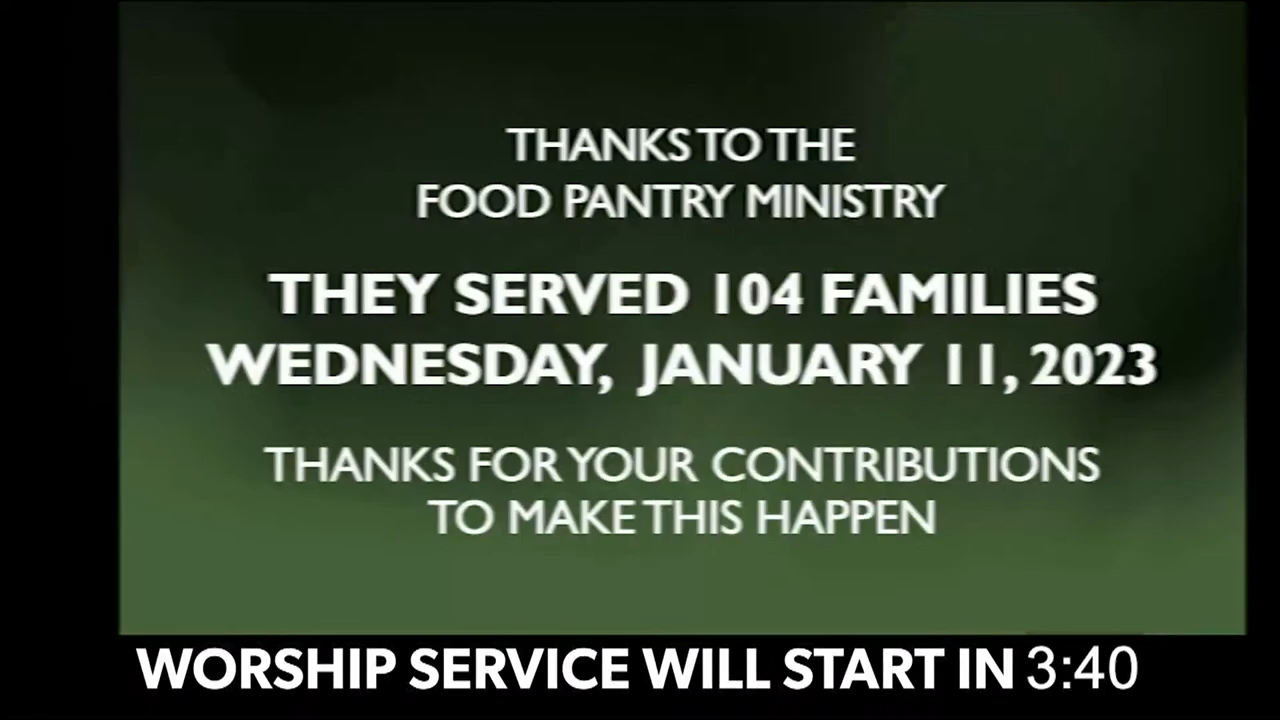 THANKS TO THE
FOOD PANTRY MINISTRY
THEY SERVED 104 FAMILIES
WEDNESDAY, JANUARY 11, 2023
THANKS FOR YOUR CONTRIBUTIONS
TO MAKE THIS HAPPEN
WORSHIP SERVICE WILL START IN 3:40